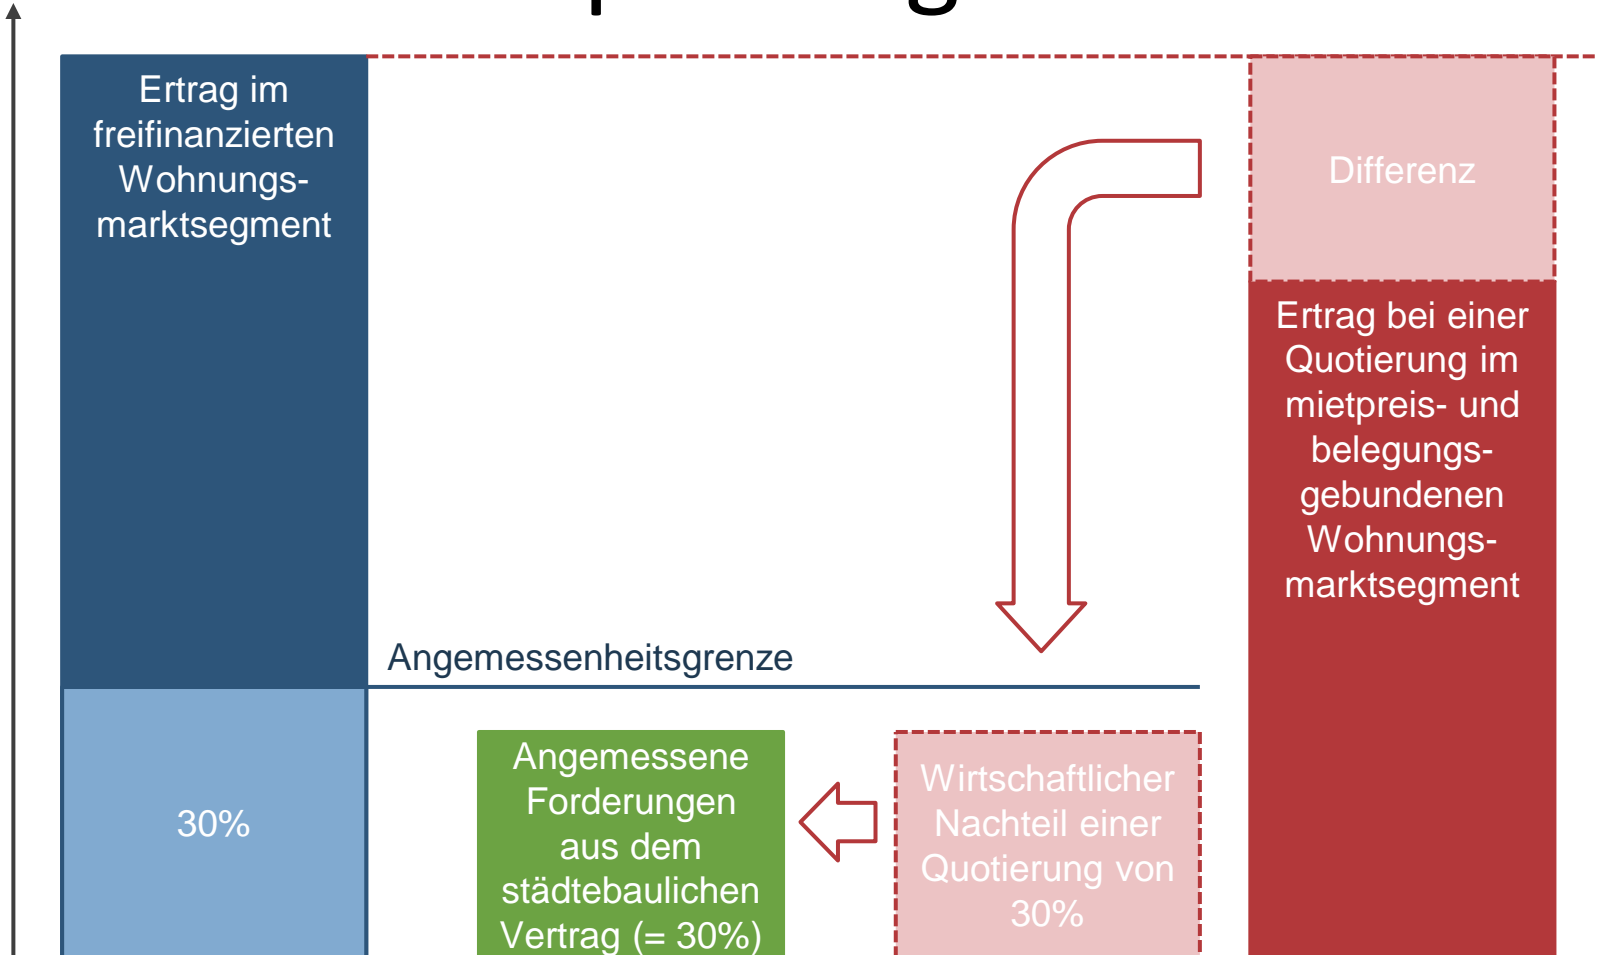 Ertrag im
freifinanzierten
Wohnungs-
marktsegment
Differenz
Ertrag bei einer
Quotierung im
mietpreis- und
belegungs-
gebundenen
Wohnungs-
marktsegment
Angemessenheitsgrenze
30%
Angemessene
Forderungen
aus dem
städtebaulichen
Vertrag (= 30%)
Wirtschaftlicher
Nachteil einer
Quotierung von
30%